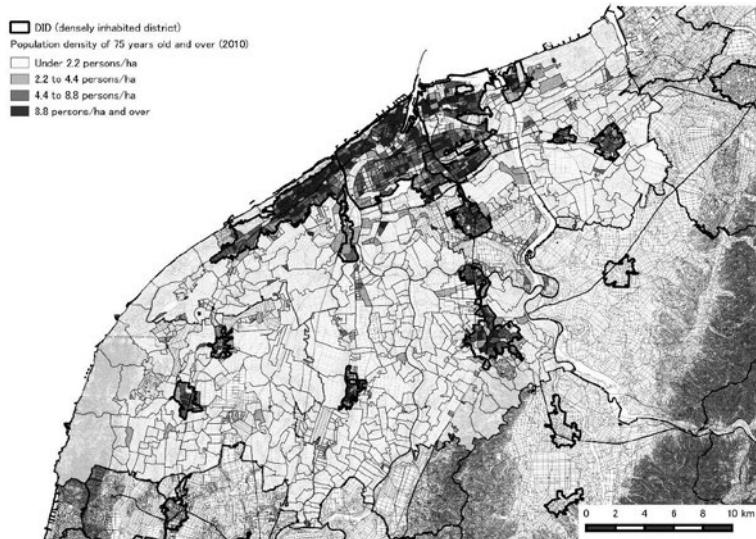 DID (densely inhabited district)
Population density of 75 years old and over (2010)
Under 2.2 persons/ha
2.2 to 4.4 persons/ha
4.4 to 8.8 persons/ha
8.8 persons/ha and over
0 2 4 6 8 10 km